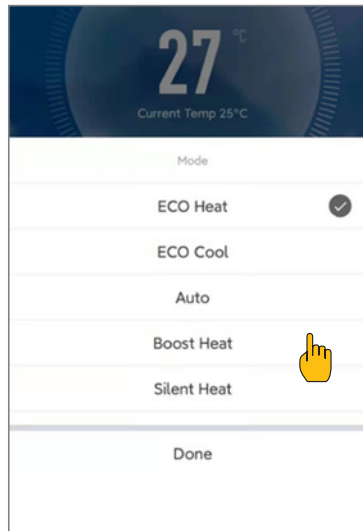 27 °C
Current Temp 25°C
Mode
ECO Heat
ECO Cool
Auto
Boost Heat
Silent Heat
Done